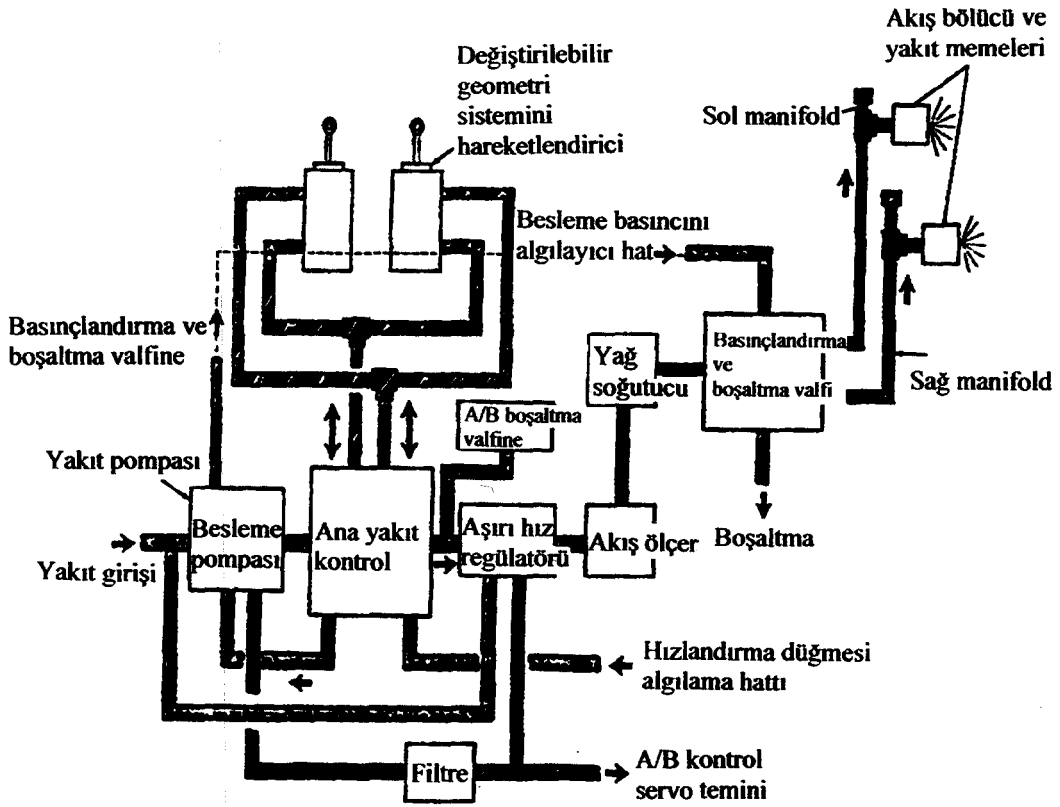 Akış bölücü ve
yakıt memeleri
Değiştirilebilir
geometri
sistemini
hareketlendirici
Sol manifold
Besleme basıncını
algılayıcı hat
Basınçlandırma ve
boşaltma valfine
Yağ
soğutucu
Basınçlandırma
ve
boşaltma valfi
Sağ manifold
A/B boşaltma
valfine
Yakıt pompası
Besleme
pompası
Ana yakıt
kontrol
Aşırı hız
regülatörü
Akış ölçer
Boşaltma
Yakıt girişi
Hızlandırma düğmesi
algılama hattı
Filtre
A/B kontrol
servo temini